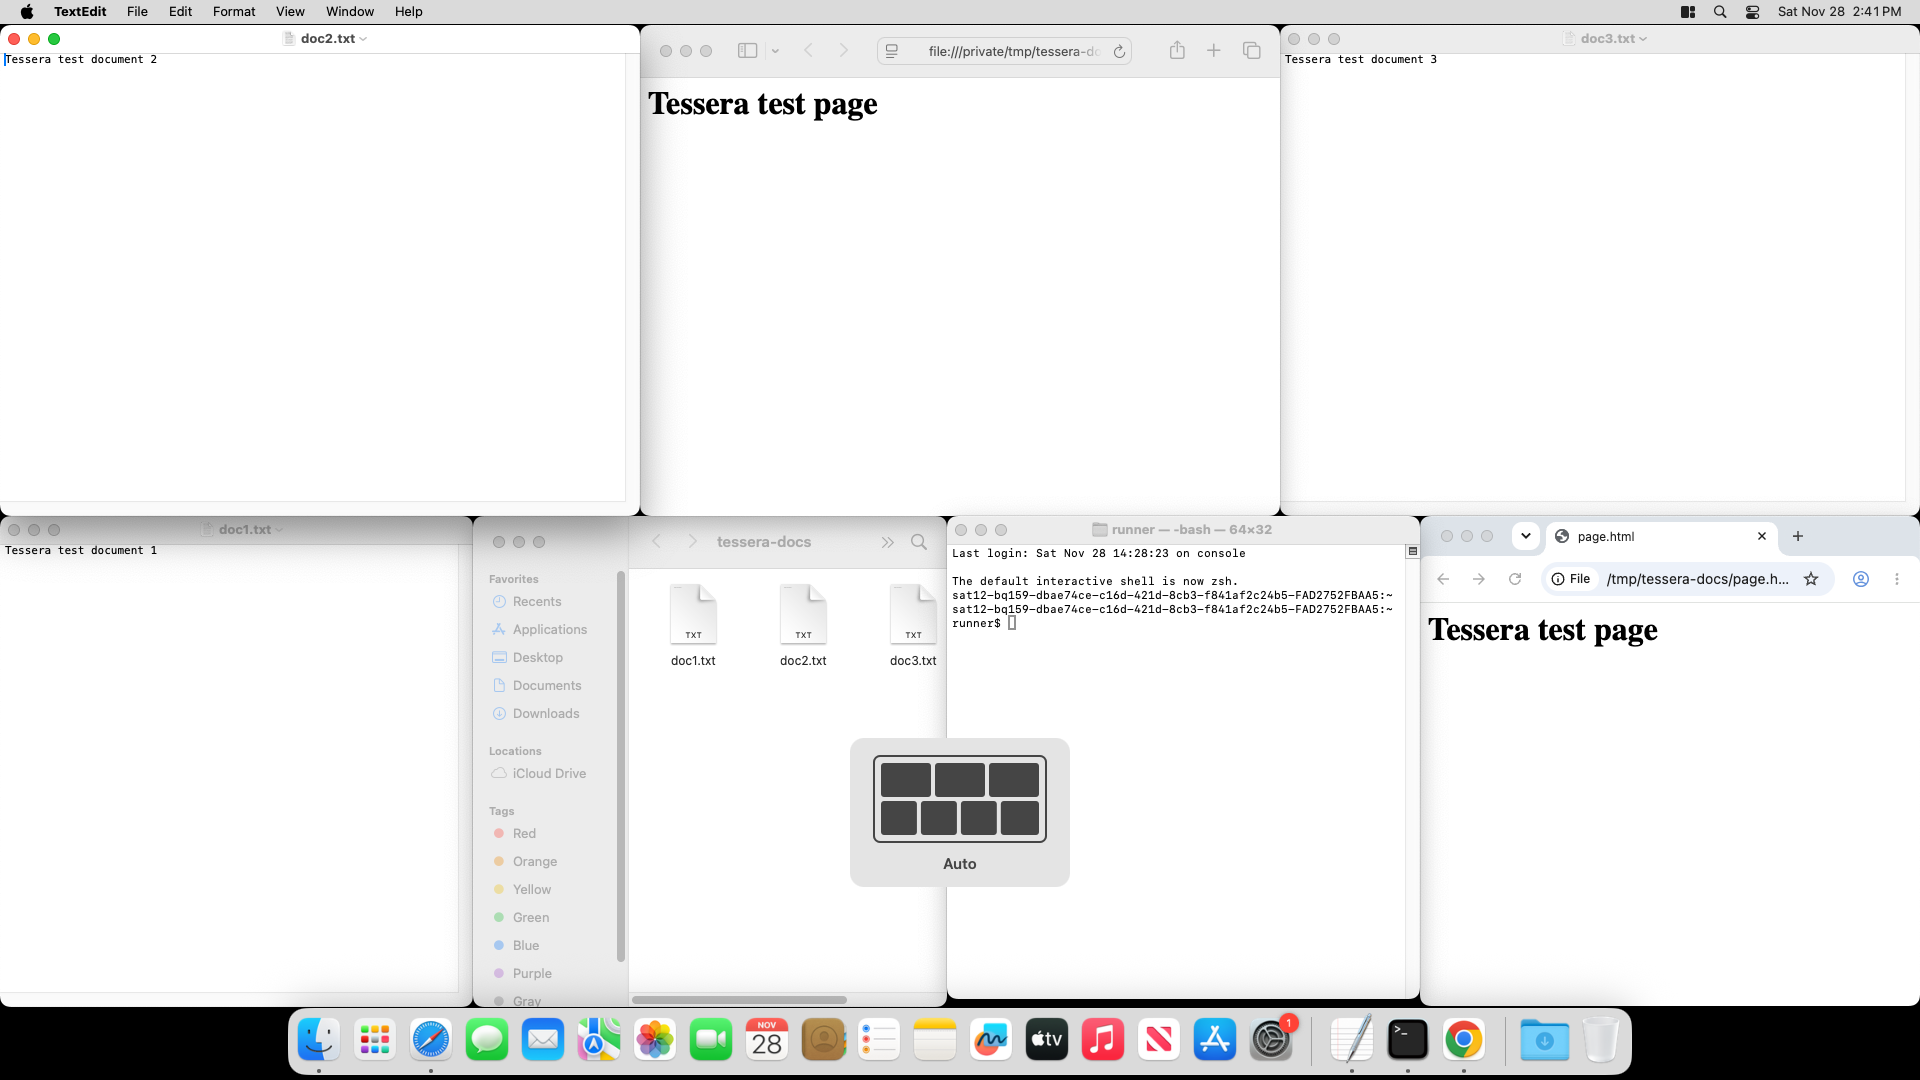 TextEdit File Edit Format View Window Help Sat Nov 28 2:41 PM
doc2.txt
Tessera test document 2
file:///private/tmp/tessera-do
Tessera test page
doc3.txt
Tessera test document 3
doc1.txt
Tessera test document 1
tessera-docs
Favorites
Recents
Applications
Desktop
Documents
Downloads
Locations
iCloud Drive
Tags
Red
Orange
Yellow
Green
Blue
Purple
Gray
TXT TXT TXT
doc1.txt doc2.txt doc3.txt
runner — -bash — 64×32
Last login: Sat Nov 28 14:28:23 on console
The default interactive shell is now zsh.
sat12-bq159-dbae74ce-c16d-421d-8cb3-f841af2c24b5-FAD2752FBAA5:~
sat12-bq159-dbae74ce-c16d-421d-8cb3-f841af2c24b5-FAD2752FBAA5:~
runner$
page.html
File /tmp/tessera-docs/page.h...
Tessera test page
Auto
NOV
28
tv
1
>_